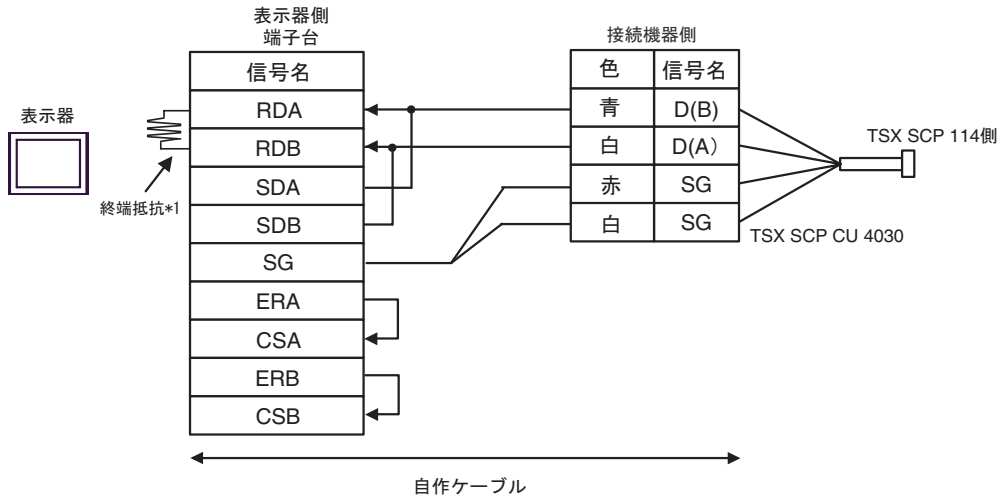 表示器
終端抵抗*1
表示器側
端子台
信号名
RDA
RDB
SDA
SDB
SG
ERA
CSA
ERB
CSB
接続機器側
色 信号名
青 D(B)
白 D(A）
赤 SG
白 SG
TSX SCP 114側
TSX SCP CU 4030
自作ケーブル